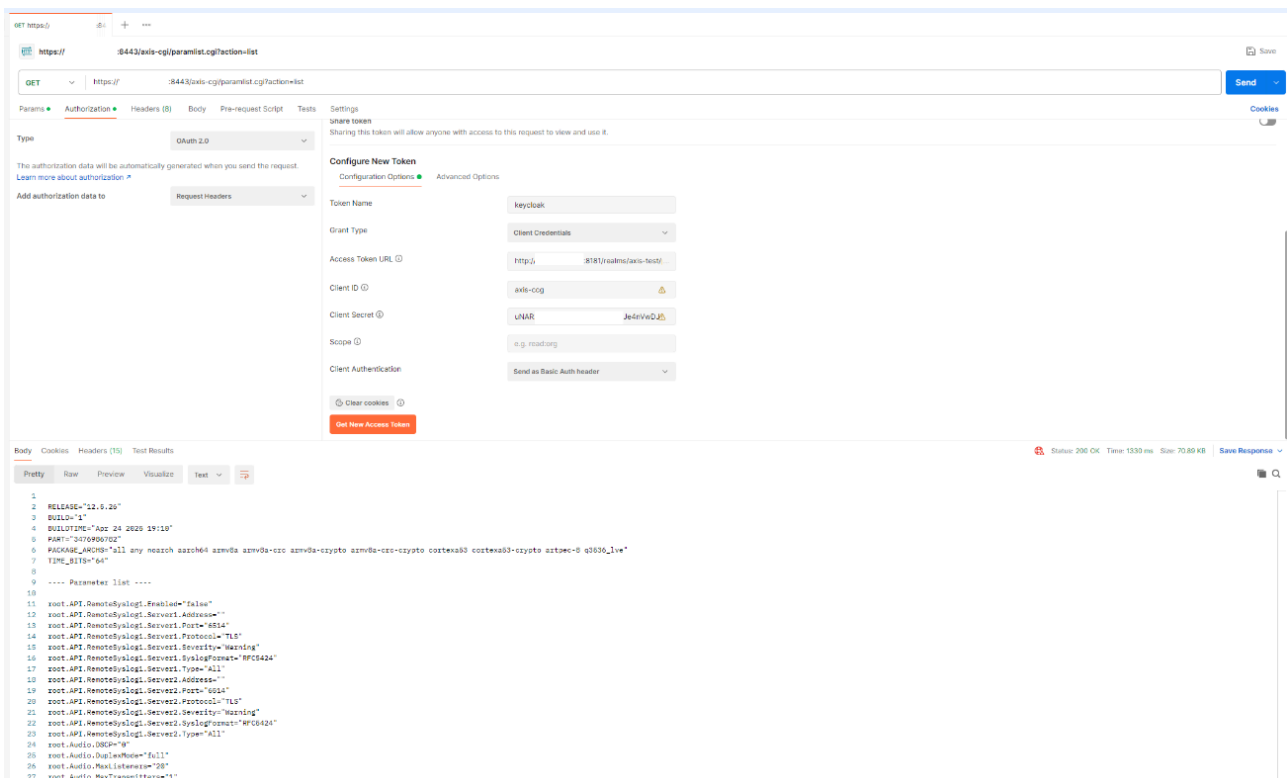 GET https://
https:// :8443/axis-cgi/paramlist.cgi?action=list
Save
GET https:// :8443/axis-cgi/paramlist.cgi?action=list Send
Params Authorization Headers (8) Body Pre-request Script Tests Settings Cookies
Share token
Sharing this token will allow anyone with access to this request to view and use it.
Type OAuth 2.0
The authorization data will be automatically generated when you send the request.
Learn more about authorization
Add authorization data to Request Headers
Configure New Token
Configuration Options Advanced Options
Token Name keycloak
Grant Type Client Credentials
Access Token URL http:/ :8181/realms/axis-test/...
Client ID axis-ccg
Client Secret uNAR Je4nVwDJ
Scope e.g. read:org
Client Authentication Send as Basic Auth header
Clear cookies
Get New Access Token
Body Cookies Headers (15) Test Results
Status: 200 OK Time: 1330 ms Size: 70.89 KB Save Response
Pretty Raw Preview Visualize Text
1
2 RELEASE="12.5.26"
3 BUILD="1"
4 BUILDTIME="Apr 24 2025 19:10"
5 PART="3476986702"
6 PACKAGE_ARCHS="all any noarch aarch64 armv8a armv8a-crc armv8a-crypto armv8a-crc-crypto cortexa53 cortexa53-crypto artpec-8 q3536_lve"
7 TIME_BITS="64"
8
9 ---- Parameter list ----
10
11 root.API.RemoteSyslog1.Enabled="false"
12 root.API.RemoteSyslog1.Server1.Address=""
13 root.API.RemoteSyslog1.Server1.Port="6514"
14 root.API.RemoteSyslog1.Server1.Protocol="TLS"
15 root.API.RemoteSyslog1.Server1.Severity="Warning"
16 root.API.RemoteSyslog1.Server1.SyslogFormat="RFC5424"
17 root.API.RemoteSyslog1.Server1.Type="All"
18 root.API.RemoteSyslog1.Server2.Address=""
19 root.API.RemoteSyslog1.Server2.Port="6514"
20 root.API.RemoteSyslog1.Server2.Protocol="TLS"
21 root.API.RemoteSyslog1.Server2.Severity="Warning"
22 root.API.RemoteSyslog1.Server2.SyslogFormat="RFC5424"
23 root.API.RemoteSyslog1.Server2.Type="All"
24 root.Audio.DSCP="0"
25 root.Audio.DuplexMode="full"
26 root.Audio.MaxListeners="20"
27 root.Audio.MaxTransmitters="1"